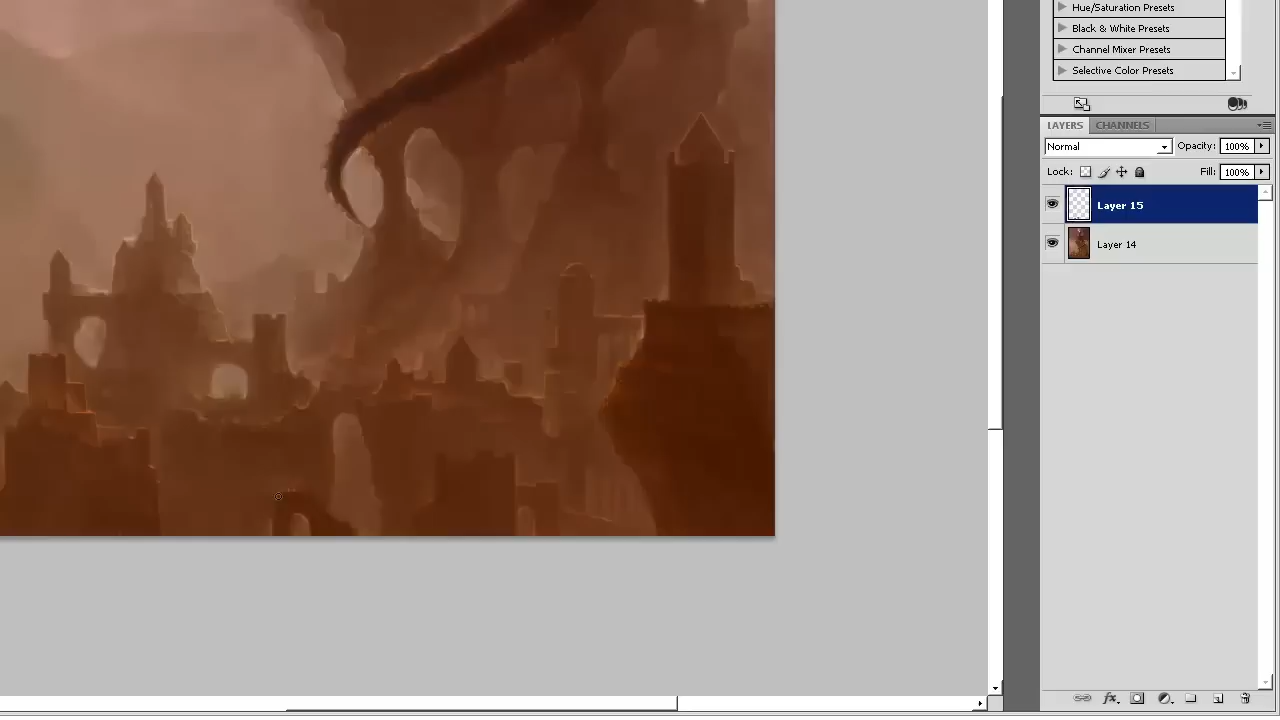 Hue/Saturation Presets
Black & White Presets
Channel Mixer Presets
Selective Color Presets
LAYERS CHANNELS
Normal Opacity: 100%
Lock: Fill: 100%
Layer 15
Layer 14
fx